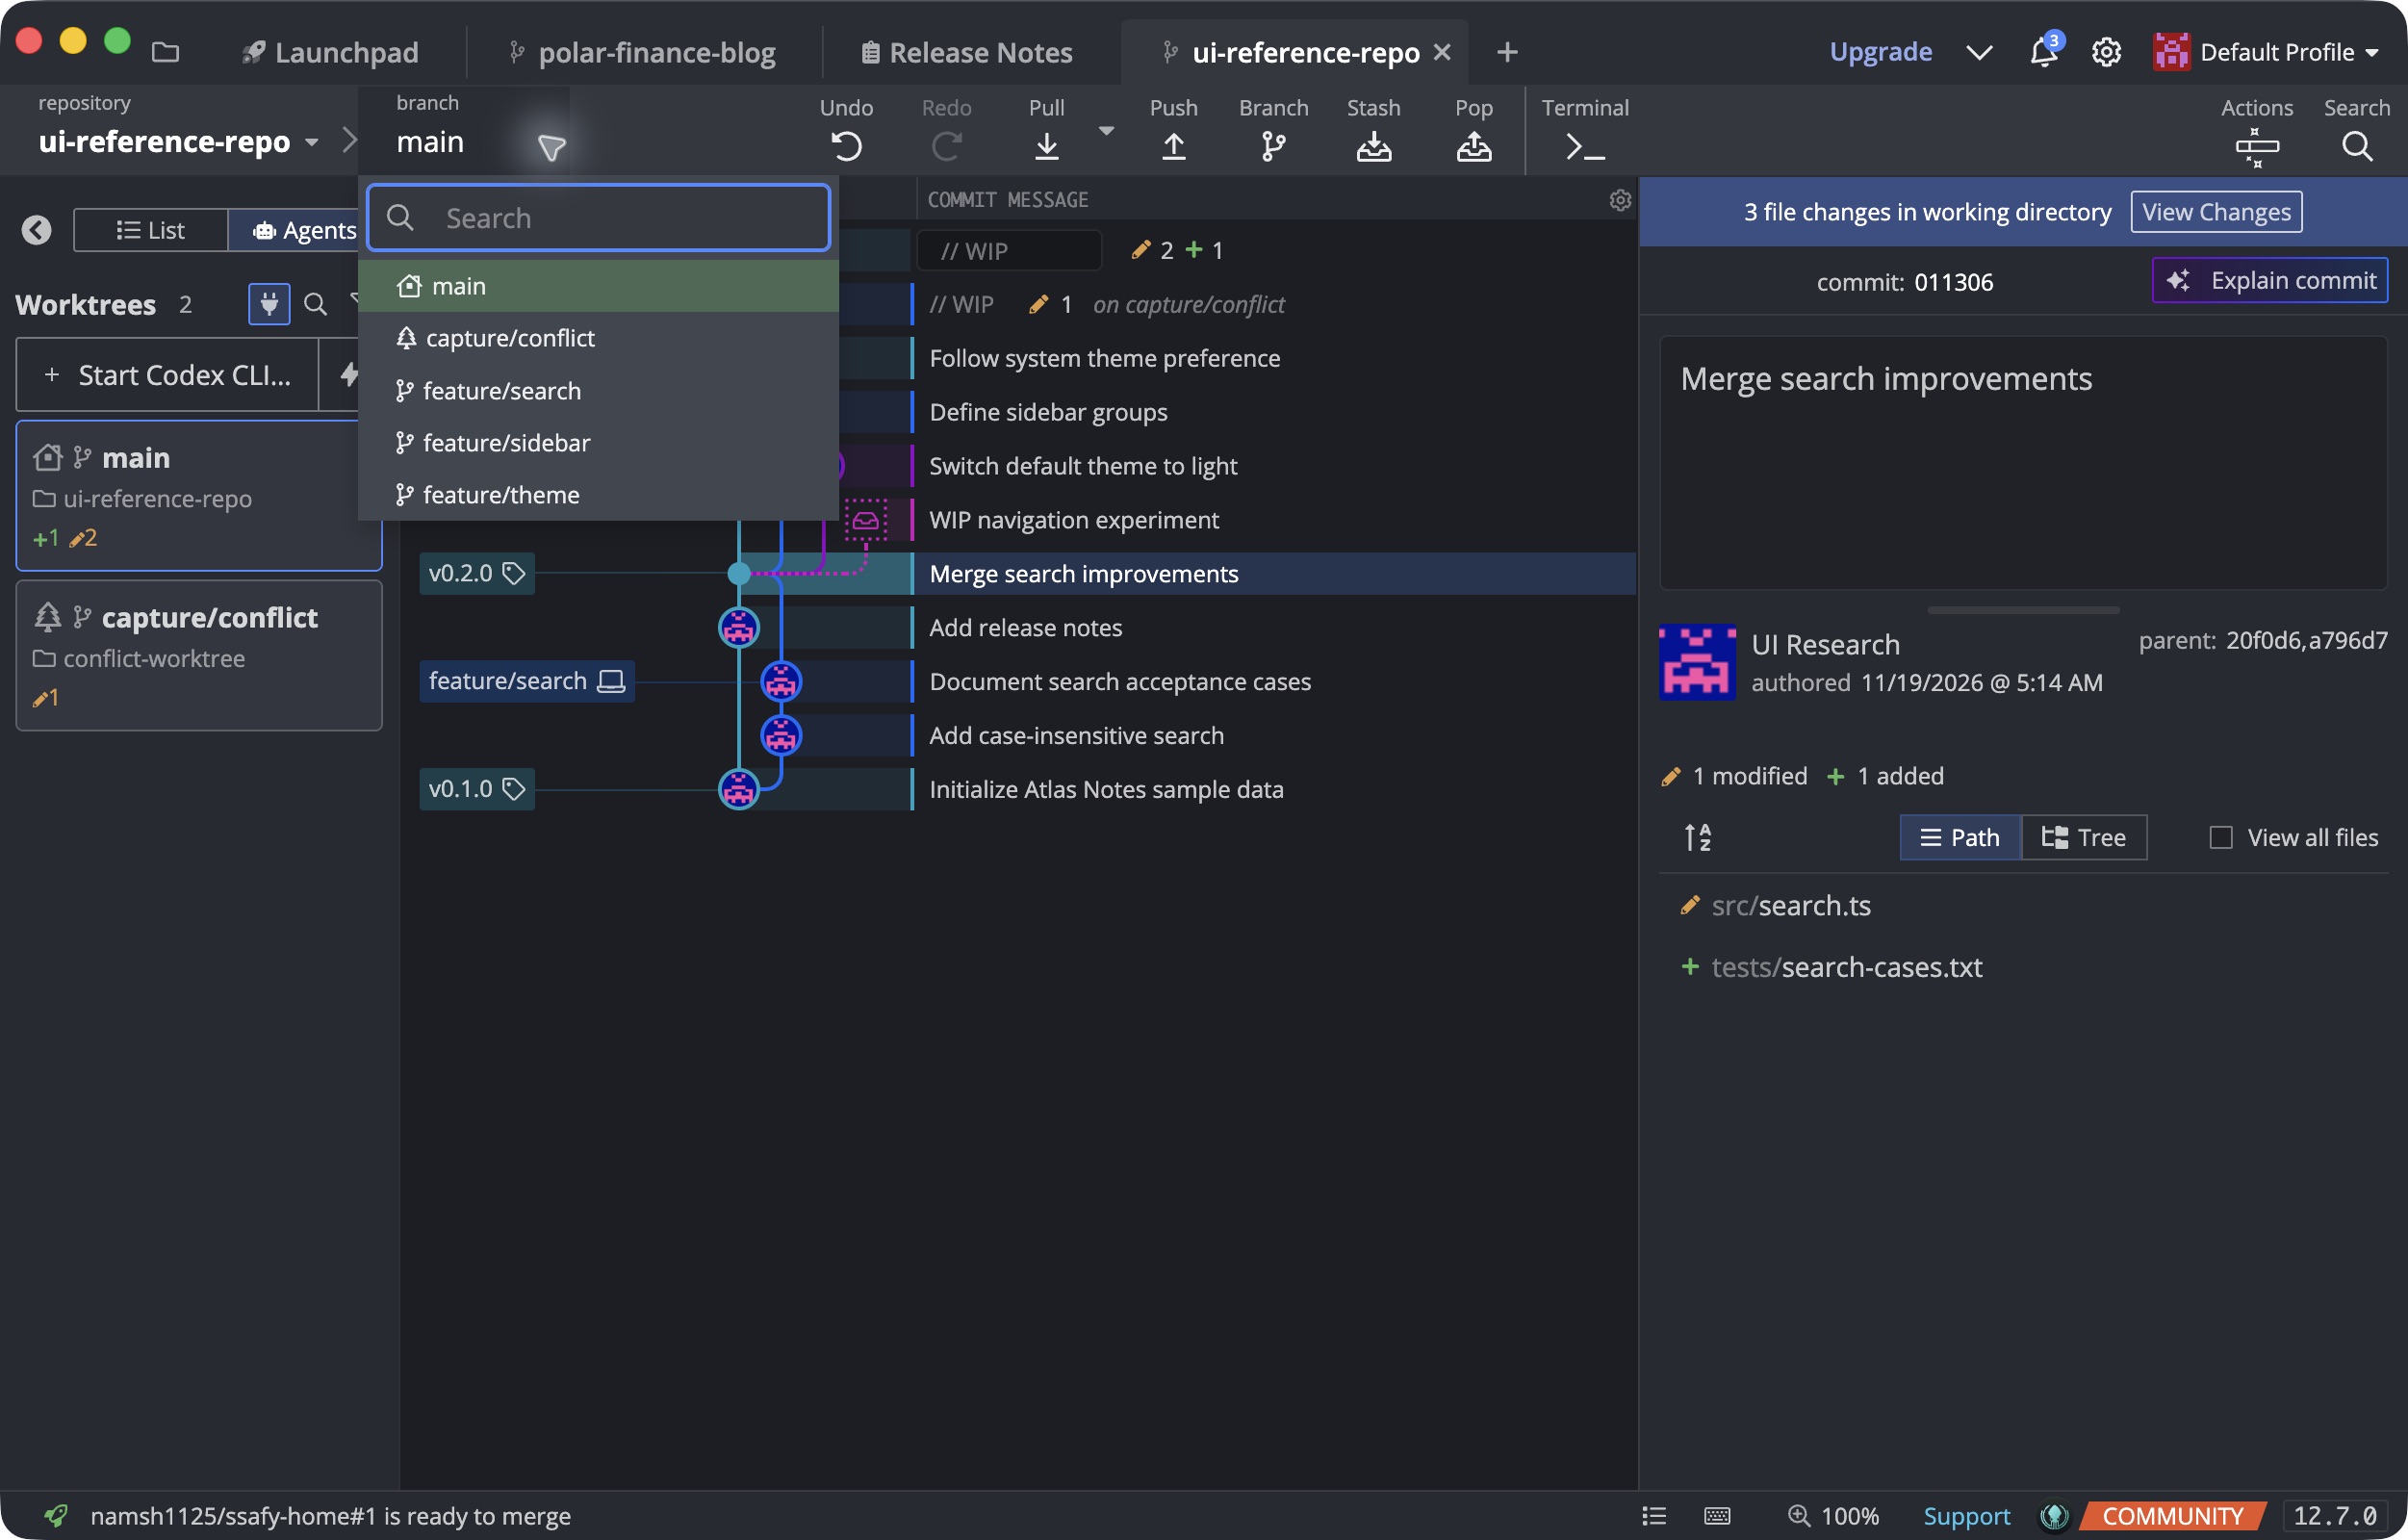 Launchpad
polar-finance-blog
Release Notes
ui-reference-repo
Upgrade
3
Default Profile
repository
ui-reference-repo
branch
main
Undo
Redo
Pull
Push
Branch
Stash
Pop
Terminal
Actions
Search
List
Agents
Worktrees 2
+ Start Codex CLI...
main
ui-reference-repo
+1 2
capture/conflict
conflict-worktree
1
Search
main
capture/conflict
feature/search
feature/sidebar
feature/theme
COMMIT MESSAGE
// WIP 2 + 1
// WIP 1 on capture/conflict
Follow system theme preference
Define sidebar groups
Switch default theme to light
WIP navigation experiment
v0.2.0 Merge search improvements
Add release notes
feature/search Document search acceptance cases
Add case-insensitive search
v0.1.0 Initialize Atlas Notes sample data
3 file changes in working directory View Changes
commit: 011306 Explain commit
Merge search improvements
UI Research
authored 11/19/2026 @ 5:14 AM
parent: 20f0d6,a796d7
1 modified + 1 added
A
Z
Path
Tree
View all files
src/search.ts
+ tests/search-cases.txt
namsh1125/ssafy-home#1 is ready to merge
100%
Support
COMMUNITY
12.7.0